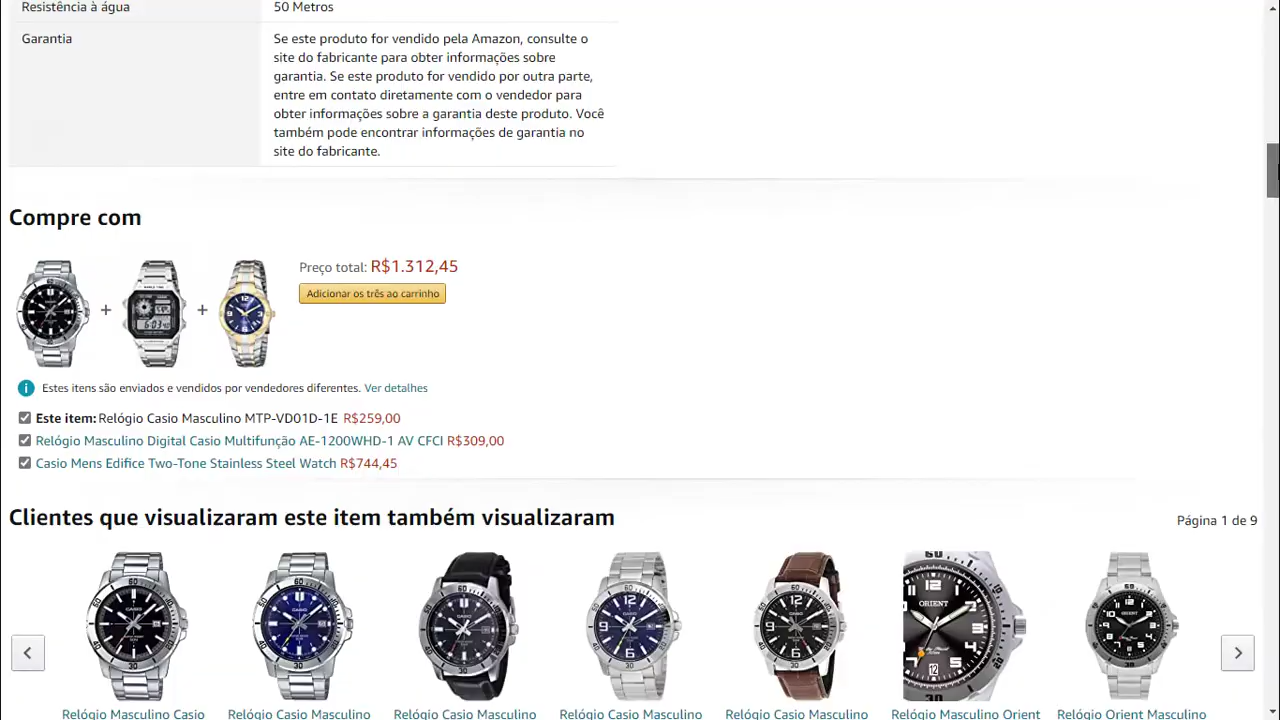 Resistência à água 50 Metros
Garantia Se este produto for vendido pela Amazon, consulte o
site do fabricante para obter informações sobre
garantia. Se este produto for vendido por outra parte,
entre em contato diretamente com o vendedor para
obter informações sobre a garantia deste produto. Você
também pode encontrar informações de garantia no
site do fabricante.
Compre com
Preço total: R$1.312,45
Adicionar os três ao carrinho
+ +
Estes itens são enviados e vendidos por vendedores diferentes. Ver detalhes
Este item: Relógio Casio Masculino MTP-VD01D-1E R$259,00
Relógio Masculino Digital Casio Multifunção AE-1200WHD-1 AV CFCI R$309,00
Casio Mens Edifice Two-Tone Stainless Steel Watch R$744,45
Clientes que visualizaram este item também visualizaram Página 1 de 9
ORIENT
Relógio Masculino Casio Relógio Casio Masculino Relógio Casio Masculino Relógio Casio Masculino Relógio Casio Masculino Relógio Masculino Orient Relógio Orient Masculino